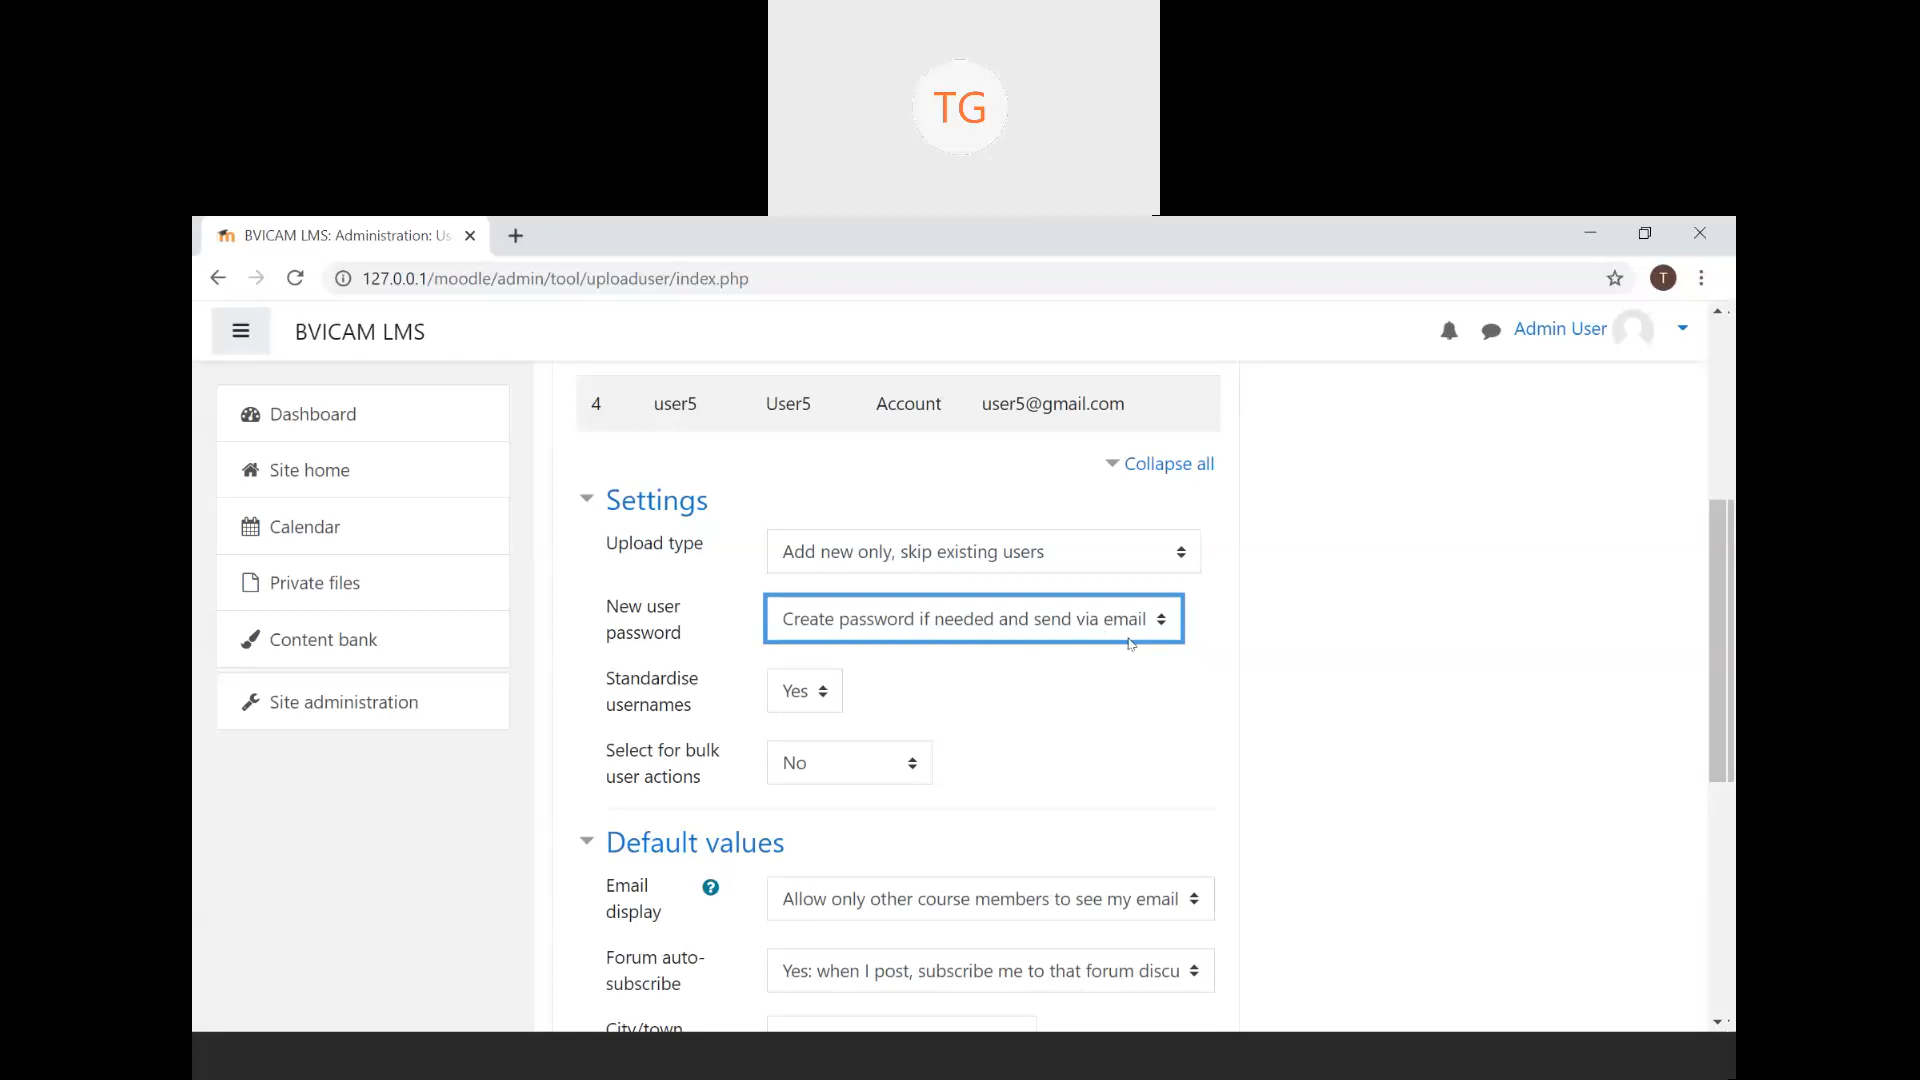 TG
BVICAM LMS: Administration: Us
127.0.0.1/moodle/admin/tool/uploaduser/index.php
T
BVICAM LMS
Admin User
Dashboard
Site home
Calendar
Private files
Content bank
Site administration
4 user5 User5 Account user5@gmail.com
Collapse all
Settings
Upload type
Add new only, skip existing users
New user
password
Create password if needed and send via email
Standardise
usernames
Yes
Select for bulk
user actions
No
Default values
Email
display
?
Allow only other course members to see my email
Forum auto-
subscribe
Yes: when I post, subscribe me to that forum discu
City/town